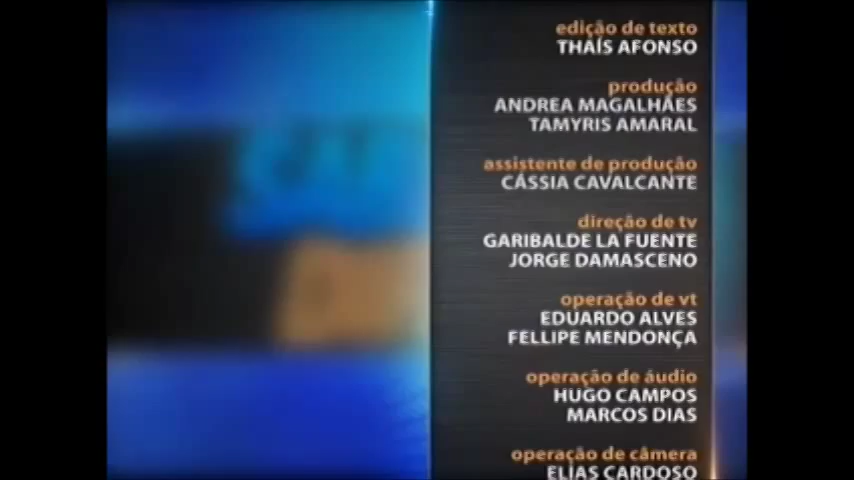 edição de texto
THAÍS AFONSO
produção
ANDREA MAGALHÃES
TAMYRIS AMARAL
assistente de produção
CÁSSIA CAVALCANTE
direção de tv
GARIBALDE LA FUENTE
JORGE DAMASCENO
operação de vt
EDUARDO ALVES
FELLIPE MENDONÇA
operação de áudio
HUGO CAMPOS
MARCOS DIAS
operação de câmera
ELIAS CARDOSO